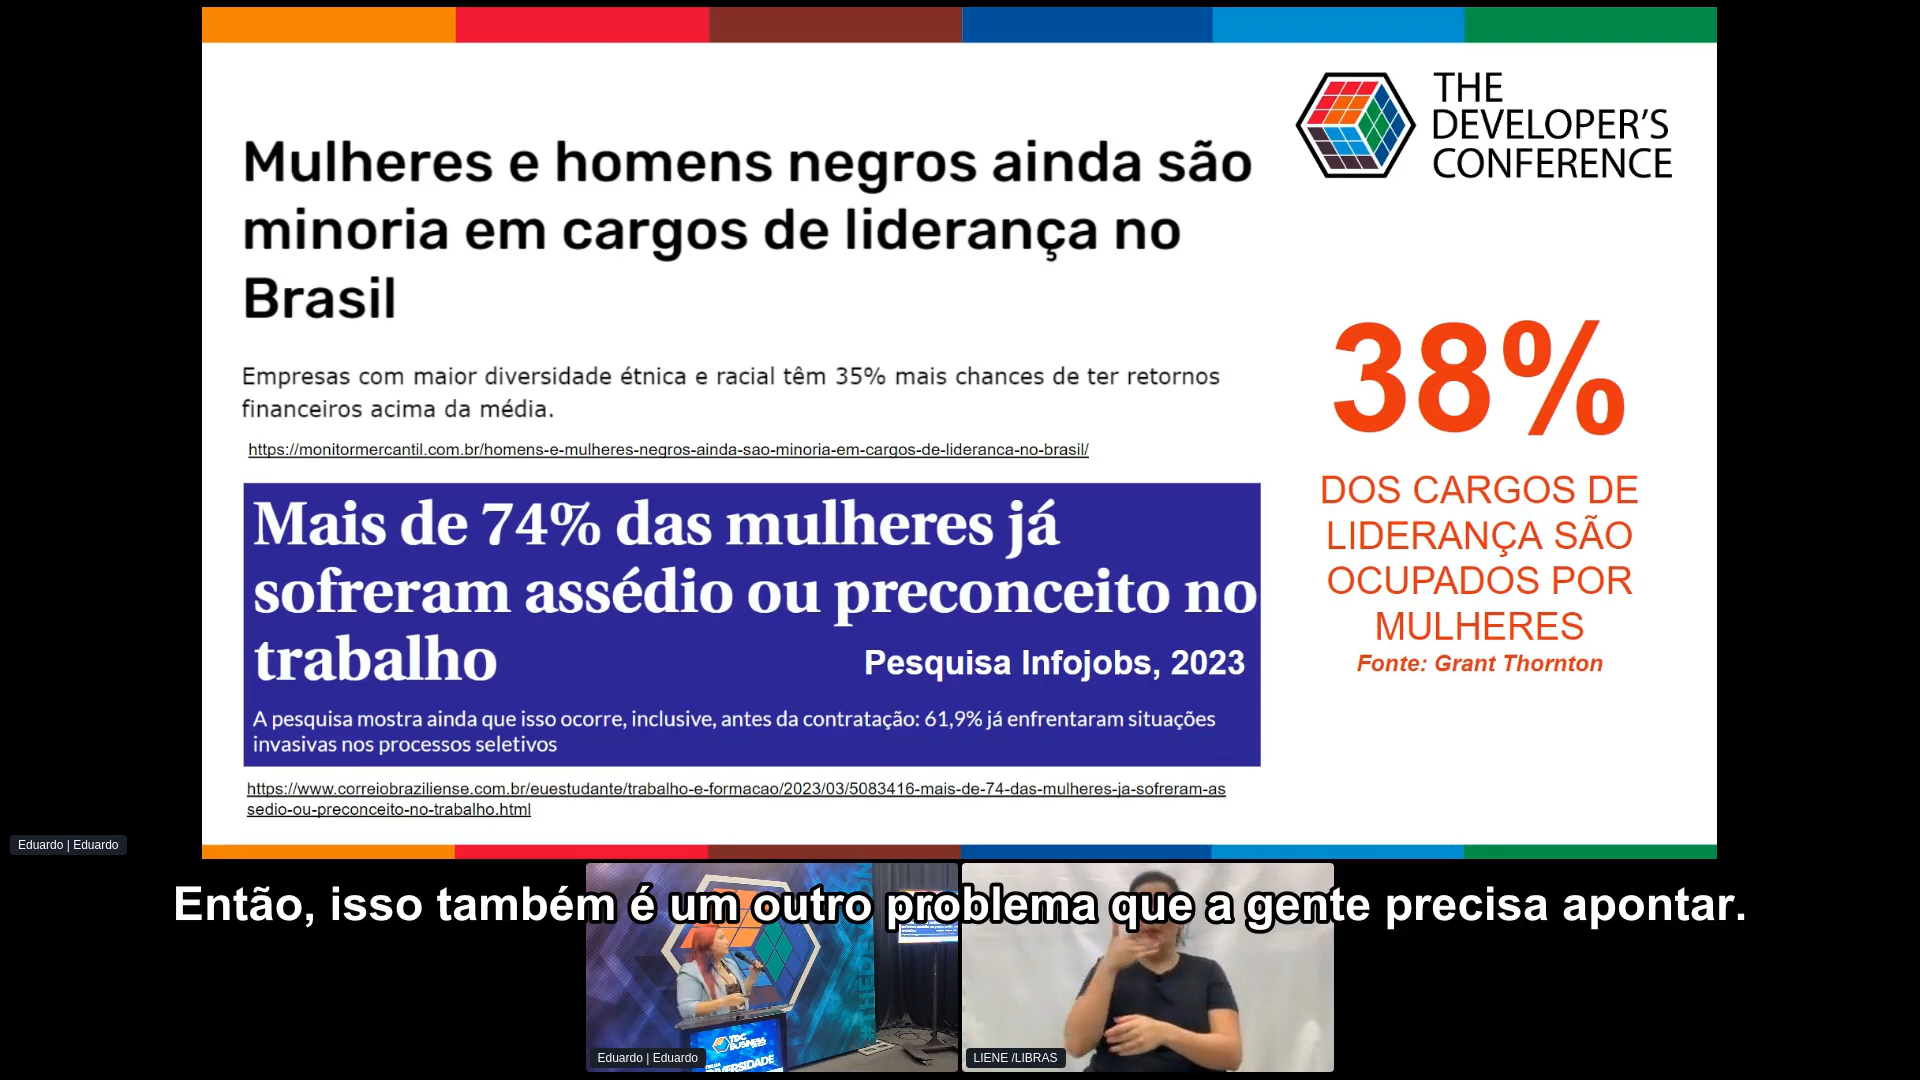 THE
DEVELOPER'S
CONFERENCE
Mulheres e homens negros ainda são
minoria em cargos de liderança no
Brasil
Empresas com maior diversidade étnica e racial têm 35% mais chances de ter retornos
financeiros acima da média.
https://monitormercantil.com.br/homens-e-mulheres-negros-ainda-sao-minoria-em-cargos-de-lideranca-no-brasil/
38%
DOS CARGOS DE
LIDERANÇA SÃO
OCUPADOS POR
MULHERES
Fonte: Grant Thornton
Mais de 74% das mulheres já
sofreram assédio ou preconceito no
trabalho
Pesquisa Infojobs, 2023
A pesquisa mostra ainda que isso ocorre, inclusive, antes da contratação: 61,9% já enfrentaram situações
invasivas nos processos seletivos
https://www.correiobraziliense.com.br/euestudante/trabalho-e-formacao/2023/03/5083416-mais-de-74-das-mulheres-ja-sofreram-as
sedio-ou-preconceito-no-trabalho.html
Eduardo | Eduardo
Então, isso também é um outro problema que a gente precisa apontar.
TDC
BUSINESS
DIVERSIDADE
Eduardo | Eduardo
LIENE /LIBRAS